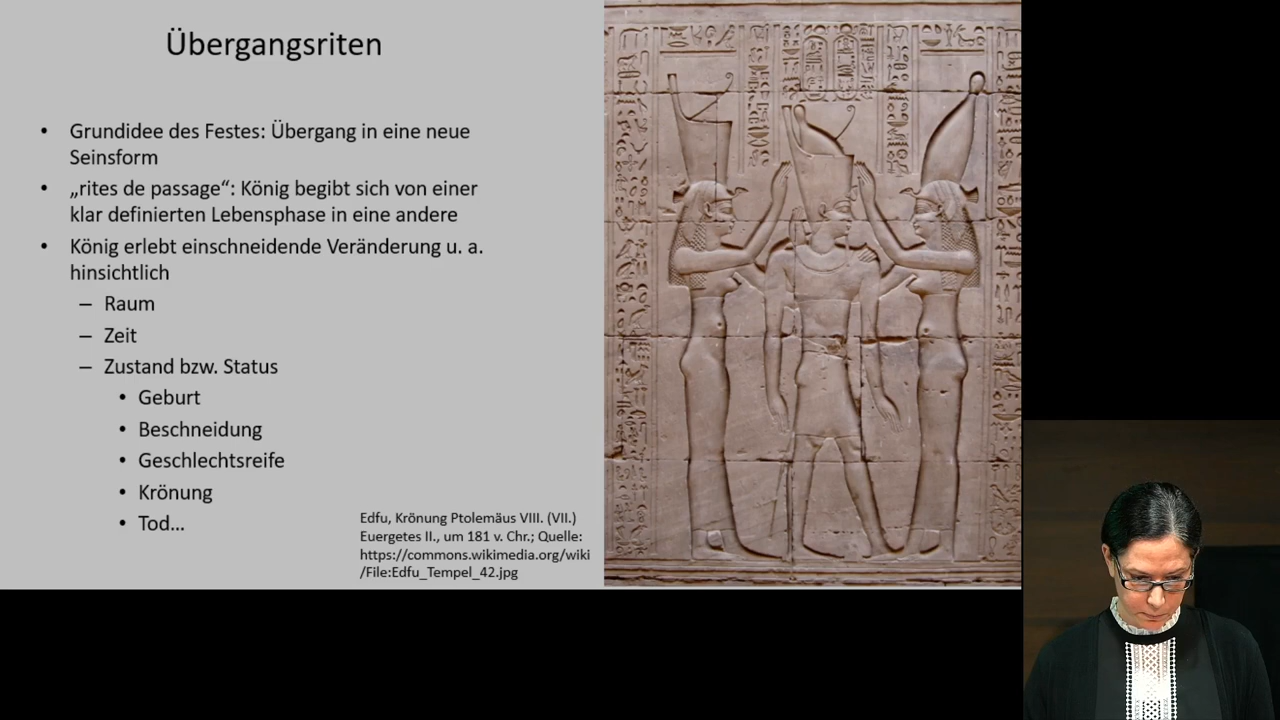 Übergangsriten
• Grundidee des Festes: Übergang in eine neue
Seinsform
• „rites de passage“: König begibt sich von einer
klar definierten Lebensphase in eine andere
• König erlebt einschneidende Veränderung u. a.
hinsichtlich
– Raum
– Zeit
– Zustand bzw. Status
• Geburt
• Beschneidung
• Geschlechtsreife
• Krönung
• Tod...
Edfu, Krönung Ptolemäus VIII. (VII.)
Euergetes II., um 181 v. Chr.; Quelle:
https://commons.wikimedia.org/wiki
/File:Edfu_Tempel_42.jpg